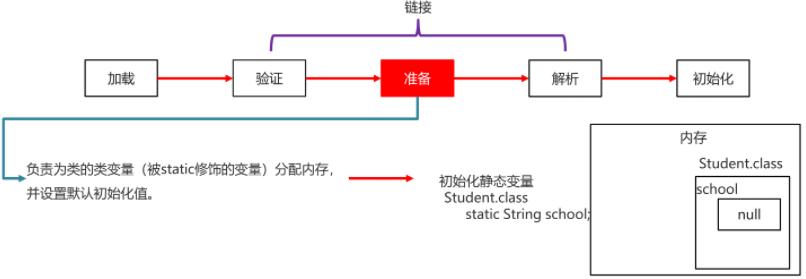 链接
加载
验证
准备
解析
初始化
负责为类的类变量（被static修饰的变量）分配内存，
并设置默认初始化值。
初始化静态变量
Student.class
static String school;
内存
Student.class
school
null